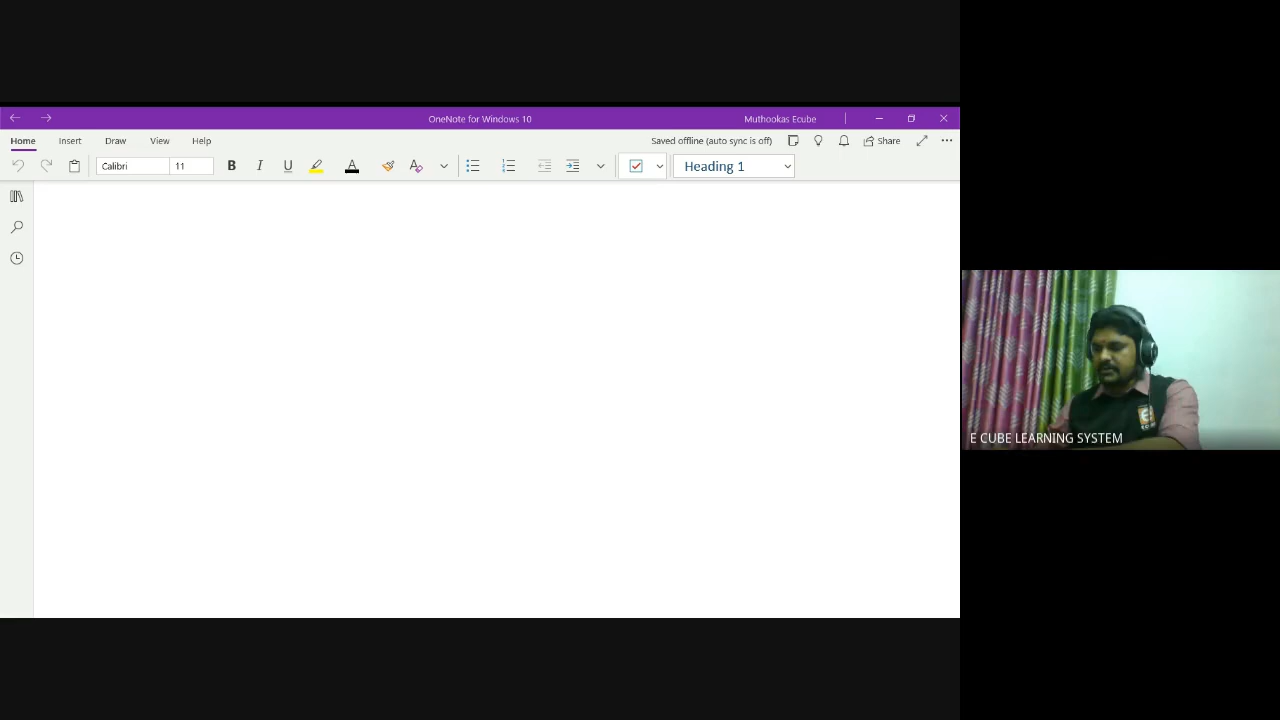 OneNote for Windows 10
Muthookas Ecube
Home Insert Draw View Help
Saved offline (auto sync is off)
Share
Calibri 11 B I U A A Heading 1
E CUBE LEARNING SYSTEM